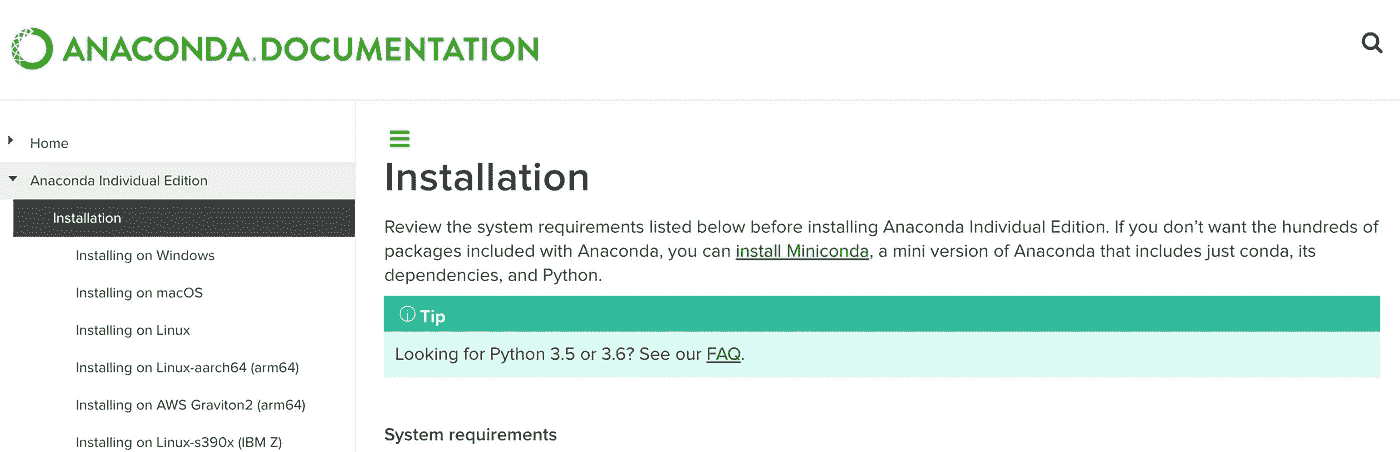 ANACONDA. DOCUMENTATION
Home
Anaconda Individual Edition
Installation
Installing on Windows
Installing on macOS
Installing on Linux
Installing on Linux-aarch64 (arm64)
Installing on AWS Graviton2 (arm64)
Installing on Linux-s390x (IBM Z)
Installation
Review the system requirements listed below before installing Anaconda Individual Edition. If you don’t want the hundreds of
packages included with Anaconda, you can install Miniconda, a mini version of Anaconda that includes just conda, its
dependencies, and Python.
Tip
Looking for Python 3.5 or 3.6? See our FAQ.
System requirements